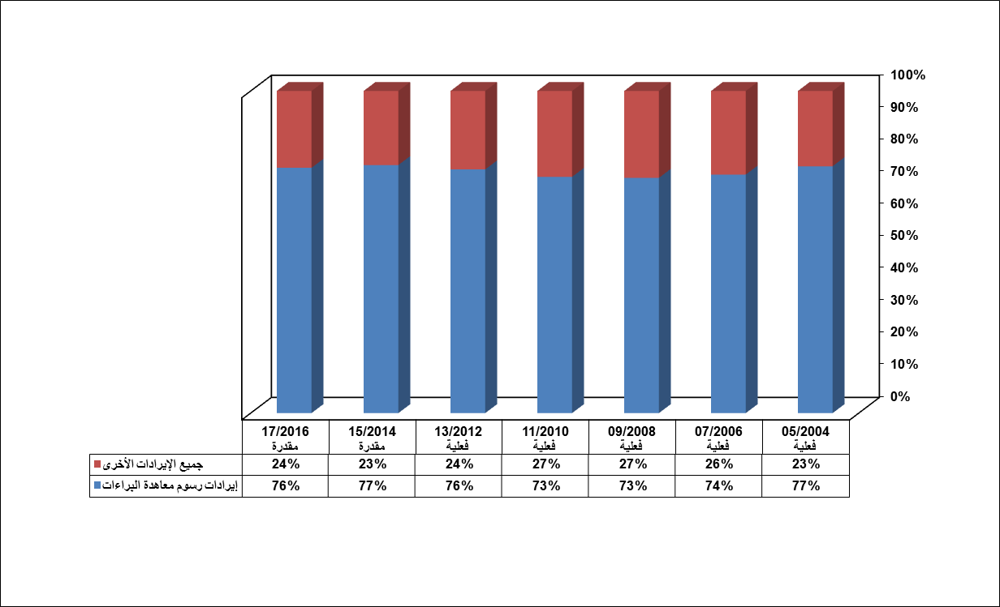 100%
90%
80%
70%
60%
50%
40%
30%
20%
10%
0%
05/2004 07/2006 09/2008 11/2010 13/2012 15/2014 17/2016
فعلية فعلية فعلية فعلية فعلية مقدرة مقدرة
جميع الإيرادات الأخرى 23% 26% 27% 27% 24% 23% 24%
إيرادات رسوم معاهدة البراءات 77% 74% 73% 73% 76% 77% 76%